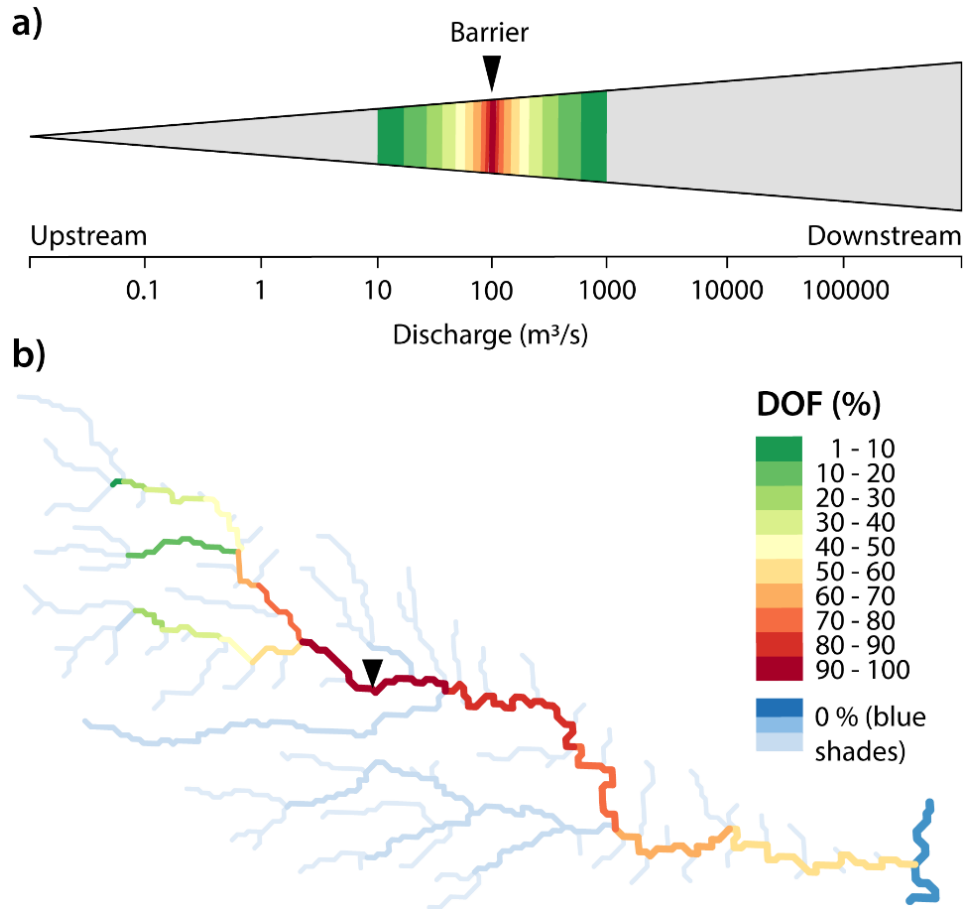 a)
Barrier
Upstream
Downstream
0.1 1 10 100 1000 10000 100000
Discharge (m³/s)
b)
DOF (%)
1 - 10
10 - 20
20 - 30
30 - 40
40 - 50
50 - 60
60 - 70
70 - 80
80 - 90
90 - 100
0 % (blue
shades)